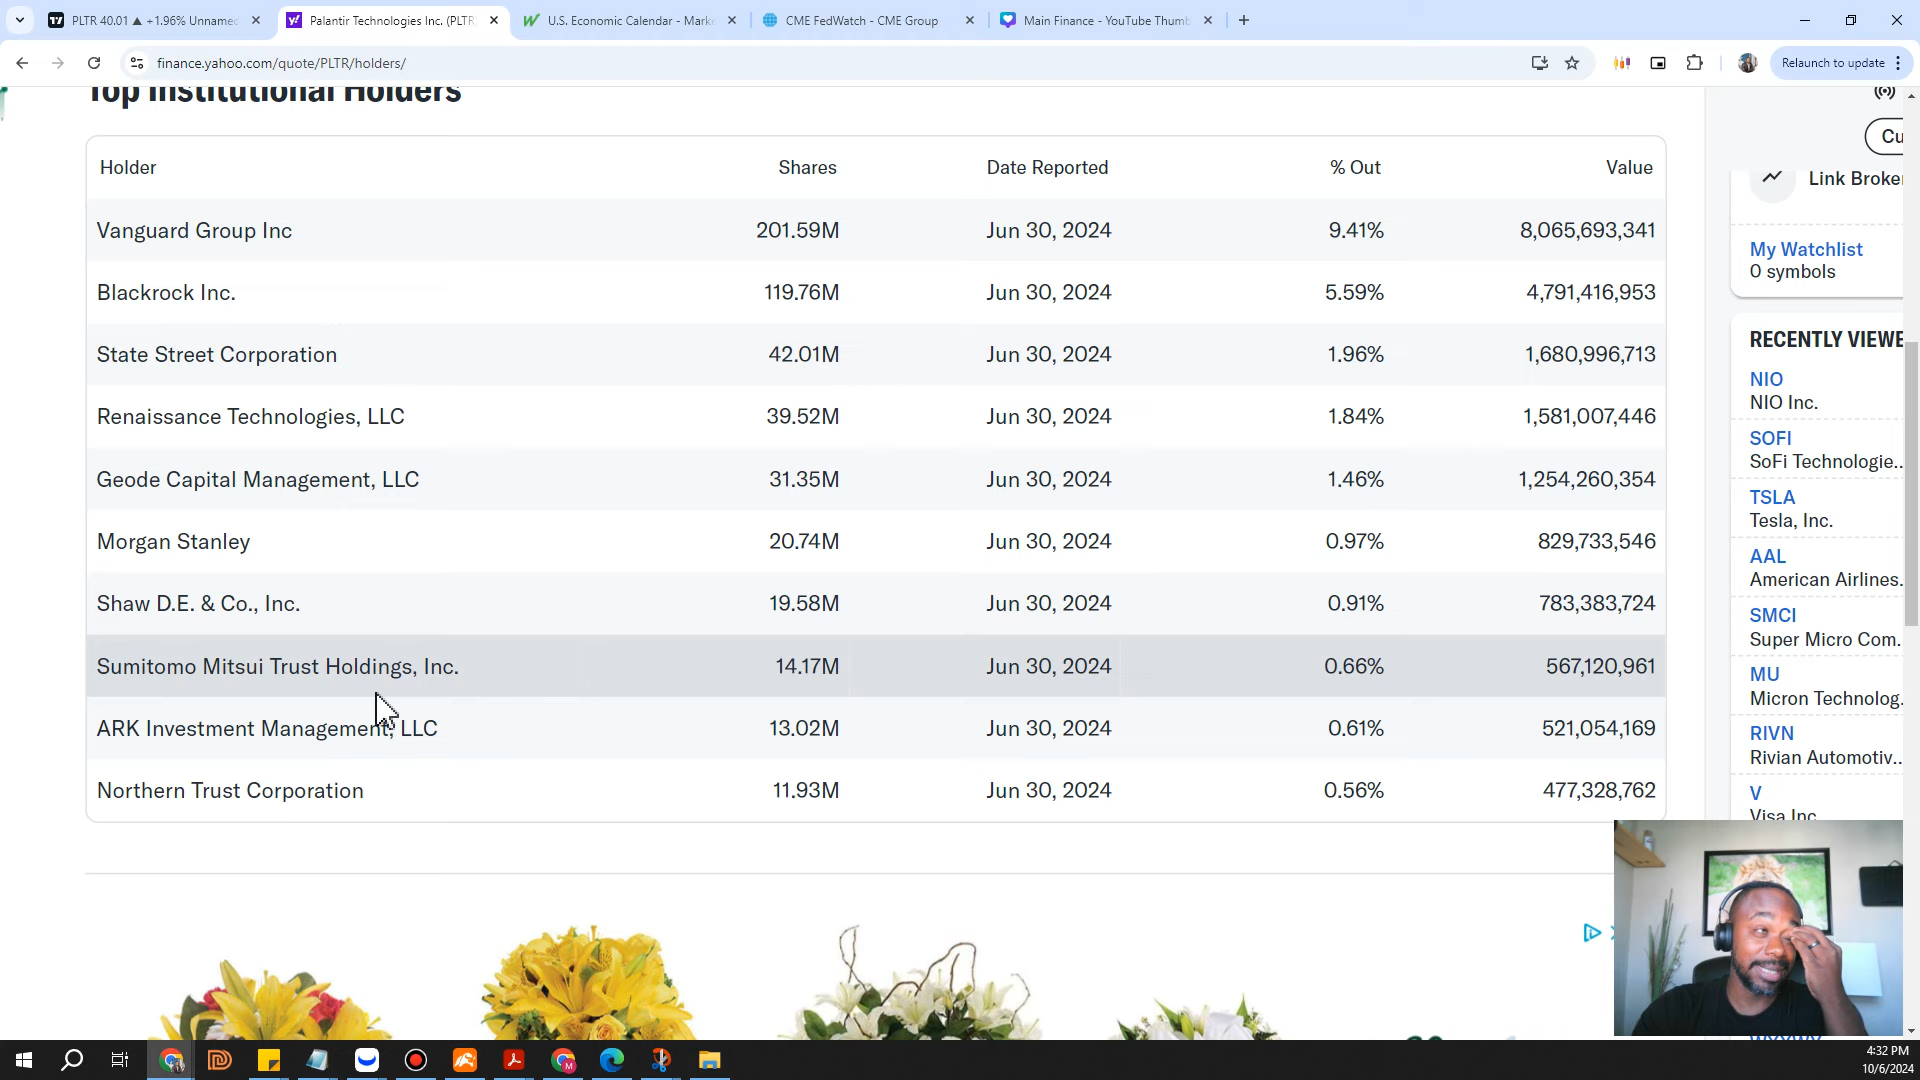 PLTR 40.01 ▲ +1.96% Unname
Palantir Technologies Inc. (PLTR
U.S. Economic Calendar - Marke
CME FedWatch - CME Group
Main Finance - YouTube Thumb
finance.yahoo.com/quote/PLTR/holders/
Relaunch to update
Top Institutional Holders
Holder Shares Date Reported % Out Value
Vanguard Group Inc 201.59M Jun 30, 2024 9.41% 8,065,693,341
Blackrock Inc. 119.76M Jun 30, 2024 5.59% 4,791,416,953
State Street Corporation 42.01M Jun 30, 2024 1.96% 1,680,996,713
Renaissance Technologies, LLC 39.52M Jun 30, 2024 1.84% 1,581,007,446
Geode Capital Management, LLC 31.35M Jun 30, 2024 1.46% 1,254,260,354
Morgan Stanley 20.74M Jun 30, 2024 0.97% 829,733,546
Shaw D.E. & Co., Inc. 19.58M Jun 30, 2024 0.91% 783,383,724
Sumitomo Mitsui Trust Holdings, Inc. 14.17M Jun 30, 2024 0.66% 567,120,961
ARK Investment Management, LLC 13.02M Jun 30, 2024 0.61% 521,054,169
Northern Trust Corporation 11.93M Jun 30, 2024 0.56% 477,328,762
Cu
Link Broker
My Watchlist
0 symbols
RECENTLY VIEWE
NIO
NIO Inc.
SOFI
SoFi Technologie...
TSLA
Tesla, Inc.
AAL
American Airlines...
SMCI
Super Micro Com...
MU
Micron Technolog...
RIVN
Rivian Automotiv...
V
Visa Inc.
4:32 PM
10/6/2024